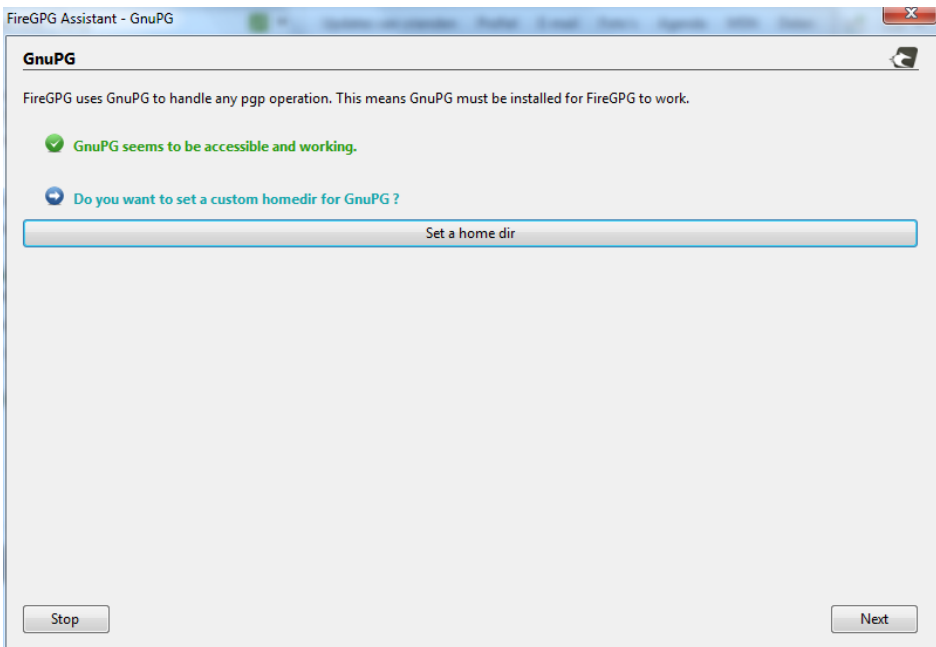 FireGPG Assistant - GnuPG
GnuPG
FireGPG uses GnuPG to handle any pgp operation. This means GnuPG must be installed for FireGPG to work.
GnuPG seems to be accessible and working.
Do you want to set a custom homedir for GnuPG ?
Set a home dir
Stop
Next